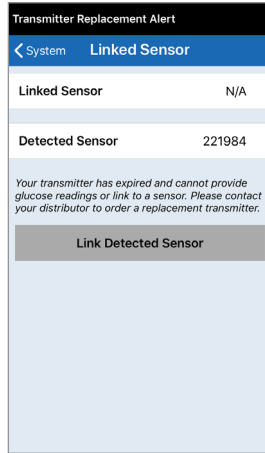 Transmitter Replacement Alert
System Linked Sensor
Linked Sensor N/A
Detected Sensor 221984
Your transmitter has expired and cannot provide
glucose readings or link to a sensor. Please contact
your distributor to order a replacement transmitter.
Link Detected Sensor